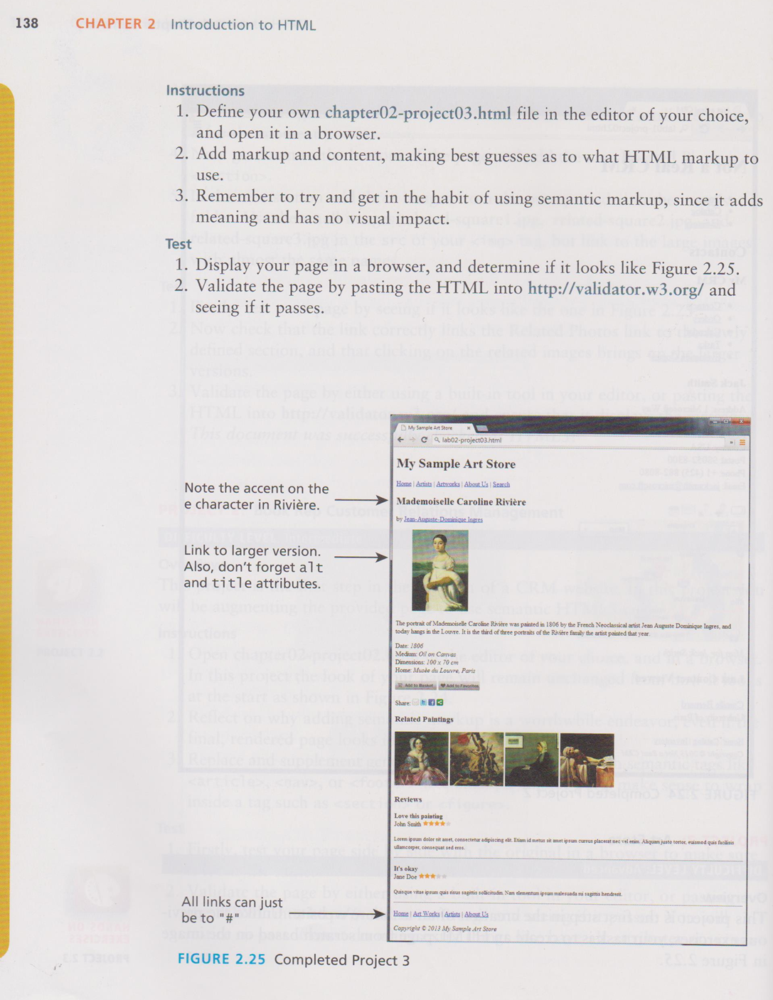 138 CHAPTER 2 Introduction to HTML
Instructions
1. Define your own chapter02-project03.html file in the editor of your choice,
and open it in a browser.
2. Add markup and content, making best guesses as to what HTML markup to
use.
3. Remember to try and get in the habit of using semantic markup, since it adds
meaning and has no visual impact.
Test
1. Display your page in a browser, and determine if it looks like Figure 2.25.
2. Validate the page by pasting the HTML into http://validator.w3.org/ and
seeing if it passes.
Note the accent on the
e character in Rivière.
Link to larger version.
Also, don't forget alt
and title attributes.
All links can just
be to "#"
My Sample Art Store
lab02-project03.html
My Sample Art Store
Home | Artists | Artworks | About Us | Search
Mademoiselle Caroline Rivière
by Jean-Auguste-Dominique Ingres
The portrait of Mademoiselle Caroline Rivière was painted in 1806 by the French Neoclassical artist Jean Auguste Dominique Ingres, and
today hangs in the Louvre. It is the third of three portraits of the Rivière family the artist painted that year.
Date: 1806
Medium: Oil on Canvas
Dimensions: 100 x 70 cm
Home: Musée du Louvre, Paris
Add to Basket Add to Favorites
Share:
Related Paintings
Reviews
Love this painting
John Smith
Lorem ipsum dolor sit amet, consectetur adipiscing elit. Etiam id metus sit amet ipsum cursus placerat nec vel enim. Aliquam justo tortor, euismod quis facilisis
ullamcorper, consequat sed eros.
It's okay
Jane Doe
Quisque vitae ipsum quis risus sagittis sollicitudin. Nam elementum ipsum malesuada mi sagittis hendrerit.
Home | Art Works | Artists | About Us
Copyright © 2013 My Sample Art Store
FIGURE 2.25 Completed Project 3